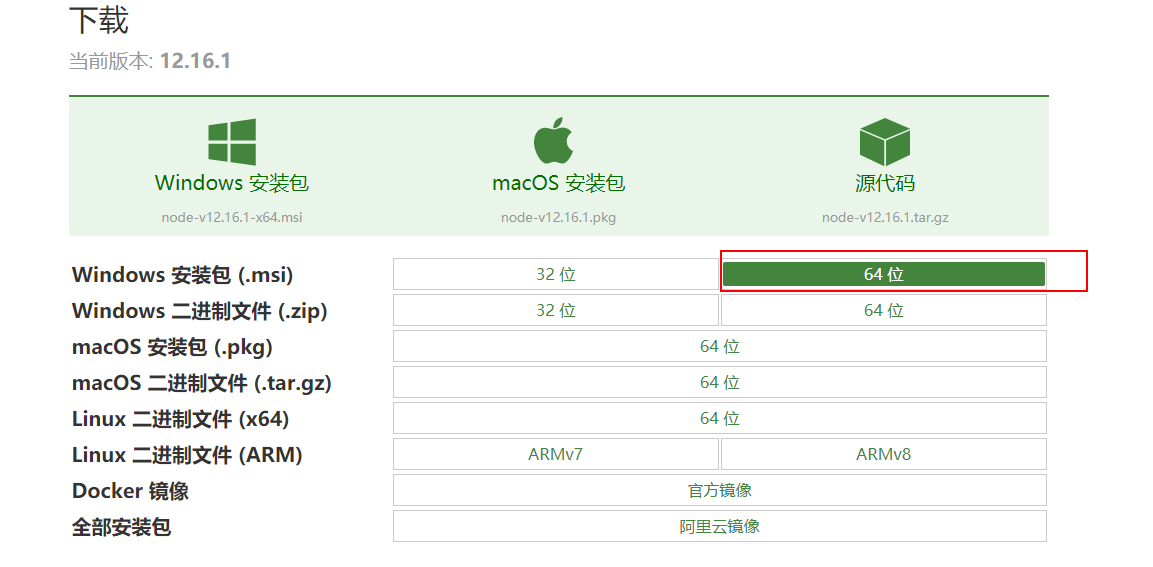 下载
当前版本: 12.16.1
Windows 安装包 macOS 安装包 源代码
node-v12.16.1-x64.msi node-v12.16.1.pkg node-v12.16.1.tar.gz
Windows 安装包 (.msi) 32 位 64 位
Windows 二进制文件 (.zip) 32 位 64 位
macOS 安装包 (.pkg) 64 位
macOS 二进制文件 (.tar.gz) 64 位
Linux 二进制文件 (x64) 64 位
Linux 二进制文件 (ARM) ARMv7 ARMv8
Docker 镜像 官方镜像
全部安装包 阿里云镜像